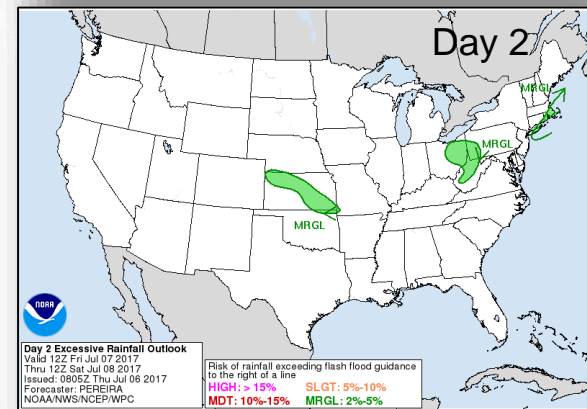 Day 2
MRGL
MRGL
MRGL
NOAA
Day 2 Excessive Rainfall Outlook
Valid 12Z Fri Jul 07 2017
Thru 12Z Sat Jul 08 2017
Issued: 0805Z Thu Jul 06 2017
Forecaster: PEREIRA
NOAA/NWS/NCEP/WPC
Risk of rainfall exceeding flash flood guidance
to the right of a line
HIGH: > 15% SLGT: 5%-10%
MDT: 10%-15% MRGL: 2%-5%